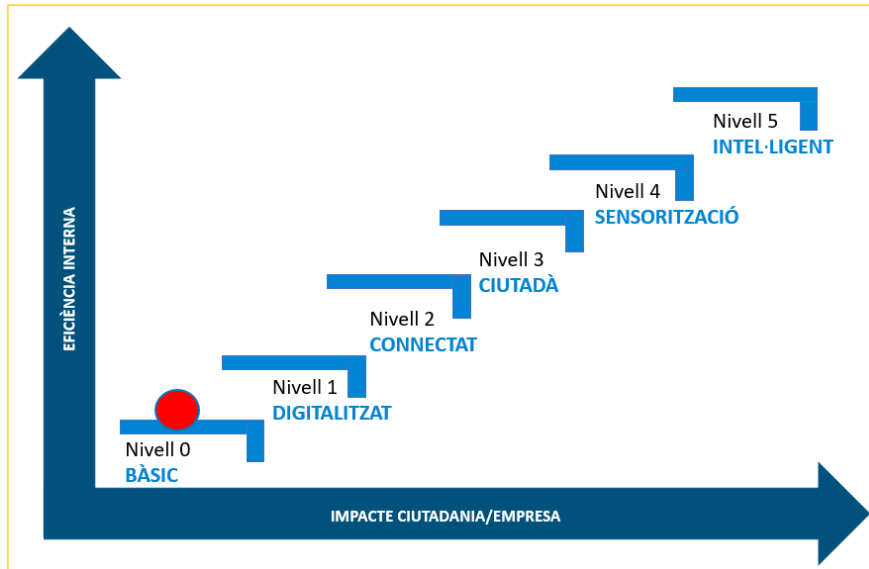 EFICIÈNCIA INTERNA
Nivell 5
INTEL·LIGENT
Nivell 4
SENSORITZACIÓ
Nivell 3
CIUTADÀ
Nivell 2
CONNECTAT
Nivell 1
DIGITALITZAT
Nivell 0
BÀSIC
IMPACTE CIUTADANIA/EMPRESA